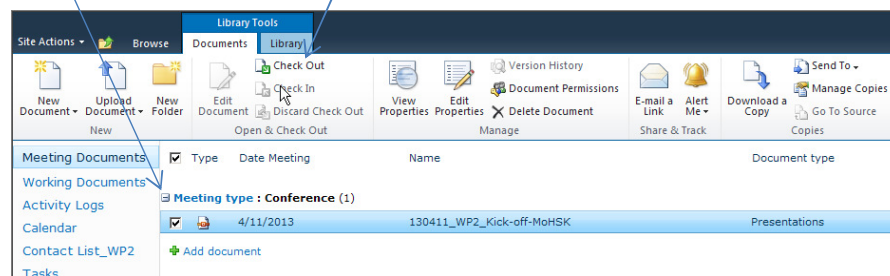 Library Tools
Site Actions Browse Documents Library
Check Out
Check In
Discard Check Out
New Document
Upload Document
New Folder
Edit Document
View Properties
Edit Properties
Version History
Document Permissions
Delete Document
E-mail a Link
Alert Me
Download a Copy
Send To
Manage Copies
Go To Source
New Open & Check Out Manage Share & Track Copies
Meeting Documents
Working Documents
Activity Logs
Calendar
Contact List_WP2
Tasks
Type Date Meeting Name Document type
Meeting type : Conference (1)
4/11/2013 130411_WP2_Kick-off-MoHSK Presentations
Add document